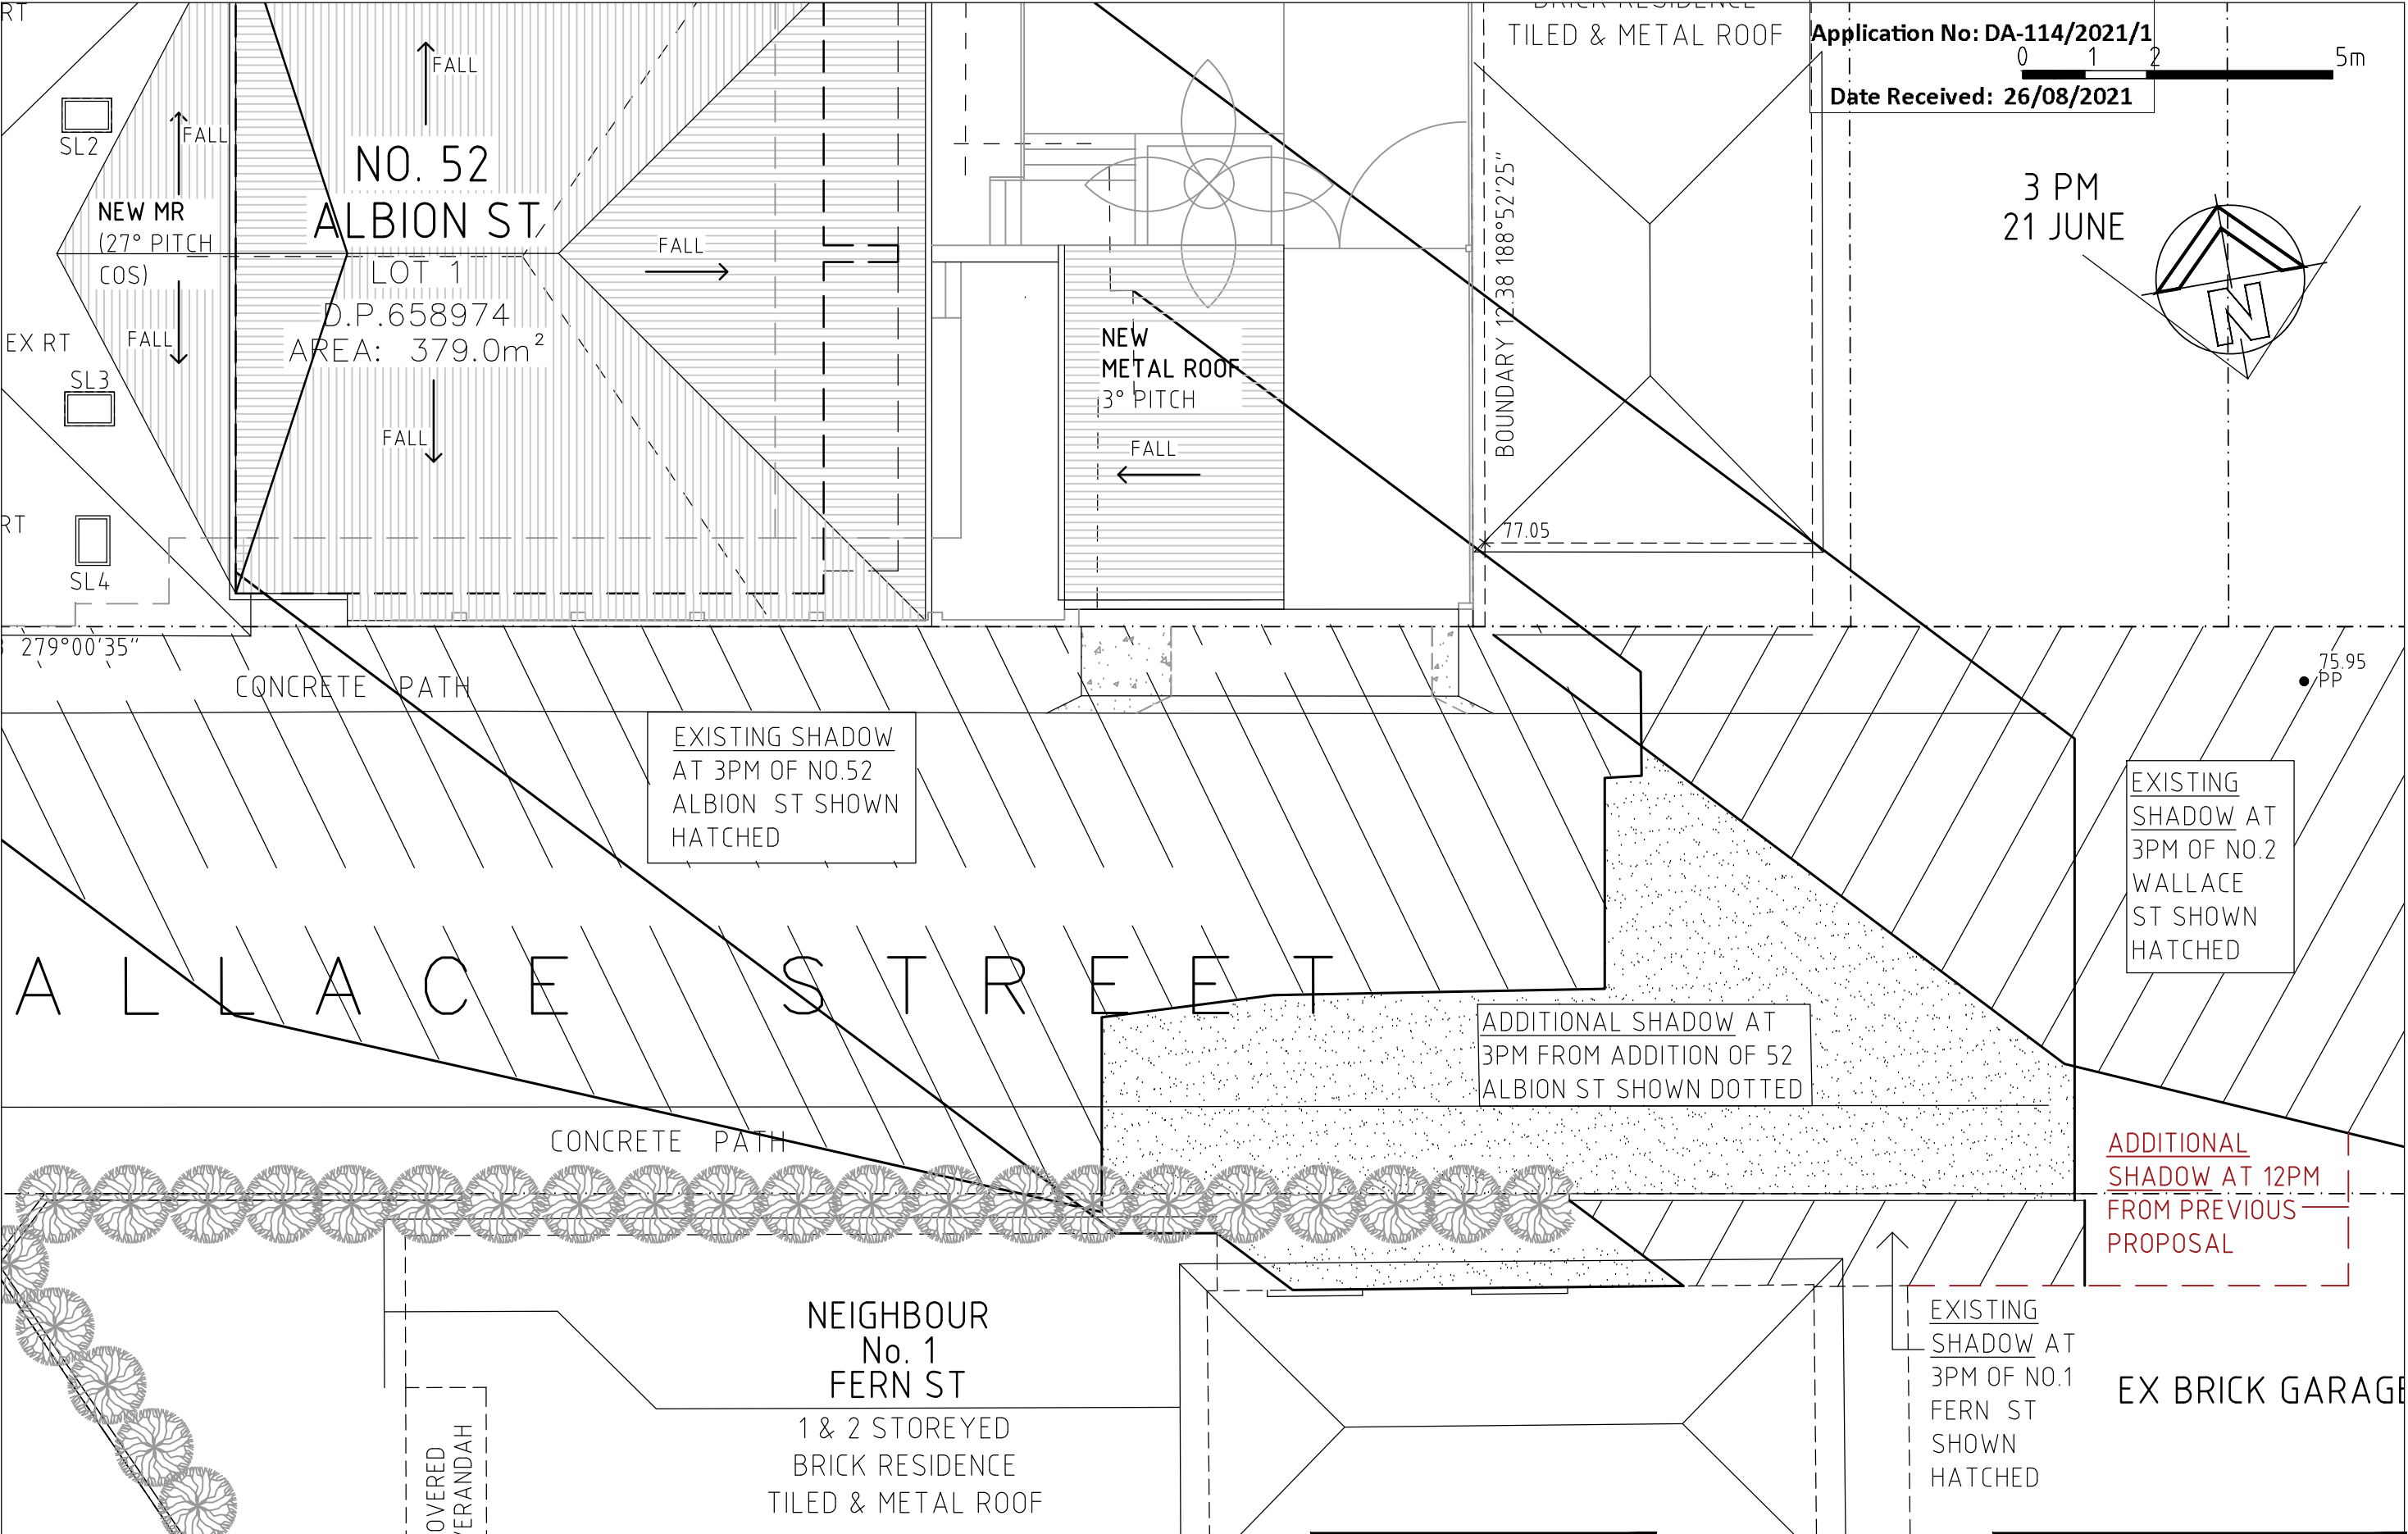 RT
TILED & METAL ROOF
Application No: DA-114/2021/1
0 1 2 5m
Date Received: 26/08/2021
3 PM
21 JUNE
N
SL2
FALL
FALL
NO. 52
ALBION ST
LOT 1
D.P.658974
AREA: 379.0m²
NEW MR
(27° PITCH
COS)
FALL
FALL
FALL
EX RT
SL3
RT
SL4
NEW
METAL ROOF
3° PITCH
FALL
BOUNDARY 12.38 188°52'25"
77.05
279°00'35"
CONCRETE PATH
75.95
PP
EXISTING SHADOW
AT 3PM OF NO.52
ALBION ST SHOWN
HATCHED
EXISTING
SHADOW AT
3PM OF NO.2
WALLACE
ST SHOWN
HATCHED
ALLACE STREET
ADDITIONAL SHADOW AT
3PM FROM ADDITION OF 52
ALBION ST SHOWN DOTTED
CONCRETE PATH
ADDITIONAL
SHADOW AT 12PM
FROM PREVIOUS
PROPOSAL
NEIGHBOUR
No. 1
FERN ST
1 & 2 STOREYED
BRICK RESIDENCE
TILED & METAL ROOF
OVERED
VERANDAH
EXISTING
SHADOW AT
3PM OF NO.1
FERN ST
SHOWN
HATCHED
EX BRICK GARAGE